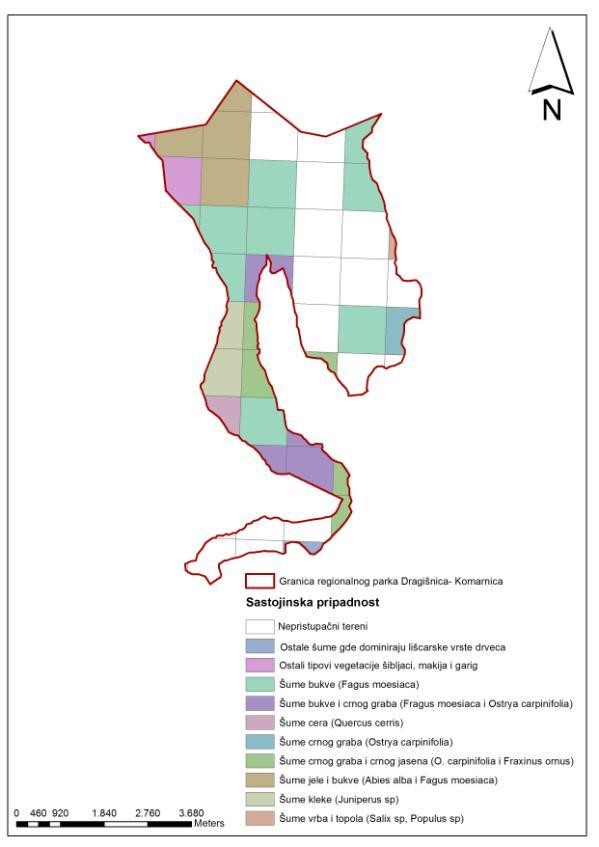 N
Granica regionalnog parka Dragišnica- Komarnica
Sastojinska pripadnost
Nepristupačni tereni
Ostale šume gde dominiraju lišćarske vrste drveca
Ostali tipovi vegetacije šibljaci, makija i garig
Šume bukve (Fagus moesiaca)
Šume bukve i crnog graba (Fragus moesiaca i Ostrya carpinifolia)
Šume cera (Quercus cerris)
Šume crnog graba (Ostrya carpinifolia)
Šume crnog graba i crnog jasena (O. carpinifolia i Fraxinus ornus)
Šume jele i bukve (Abies alba i Fagus moesiaca)
Šume kleke (Juniperus sp)
Šume vrba i topola (Salix sp, Populus sp)
0 460 920 1.840 2.760 3.680
Meters